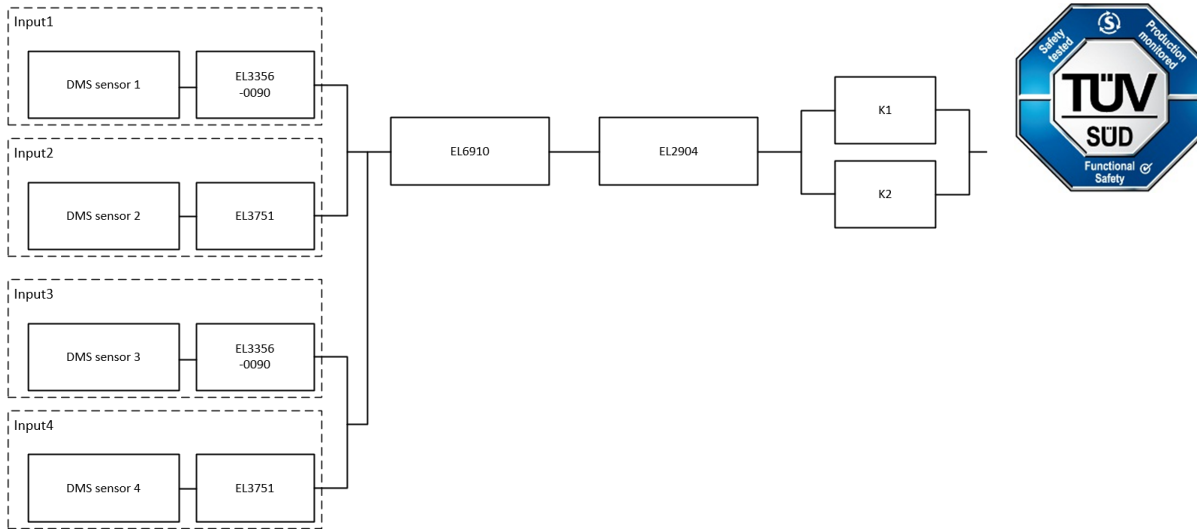 Input1
DMS sensor 1
EL3356
-0090
Input2
DMS sensor 2
EL3751
Input3
DMS sensor 3
EL3356
-0090
Input4
DMS sensor 4
EL3751
EL6910
EL2904
K1
K2
Safety
tested
S
Production
monitored
TÜV
SÜD
Functional
Safety